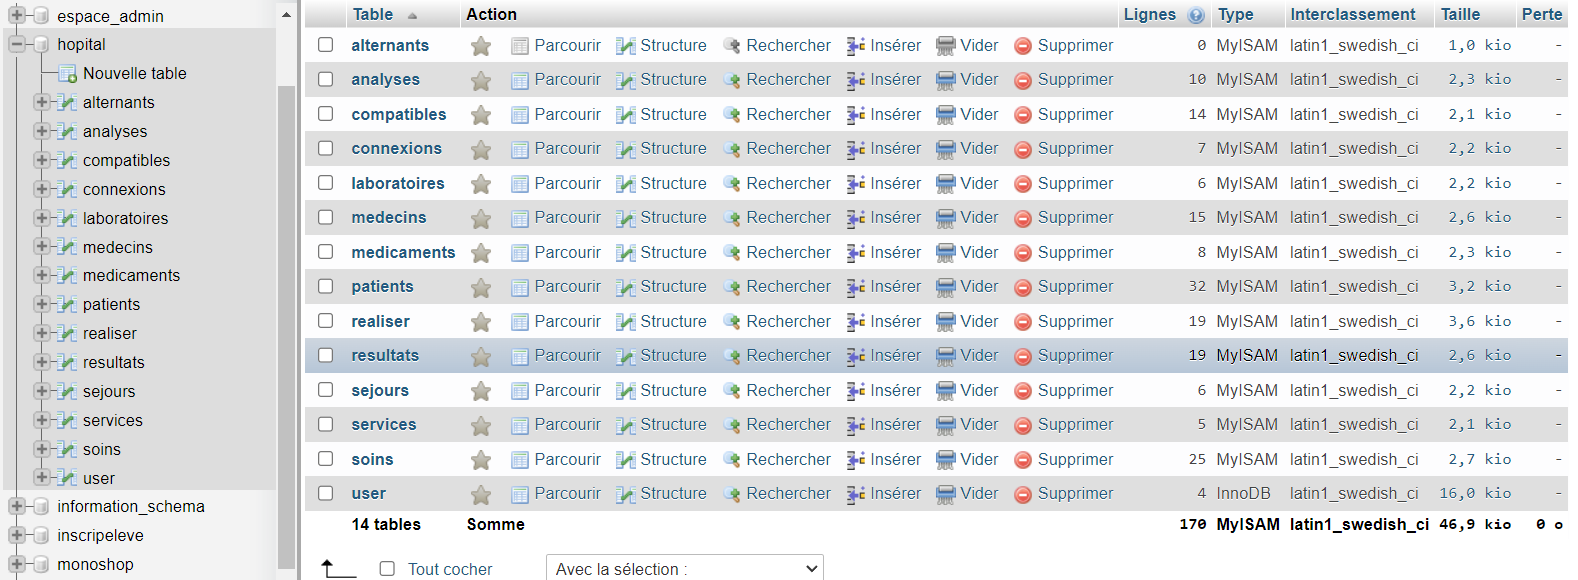 espace_admin
hopital
Nouvelle table
alternants
analyses
compatibles
connexions
laboratoires
medecins
medicaments
patients
realiser
resultats
sejours
services
soins
user
information_schema
inscripeleve
monoshop
Table Action Lignes Type Interclassement Taille Perte
alternants Parcourir Structure Rechercher Insérer Vider Supprimer 0 MyISAM latin1_swedish_ci 1,0 kio -
analyses Parcourir Structure Rechercher Insérer Vider Supprimer 10 MyISAM latin1_swedish_ci 2,3 kio -
compatibles Parcourir Structure Rechercher Insérer Vider Supprimer 14 MyISAM latin1_swedish_ci 2,1 kio -
connexions Parcourir Structure Rechercher Insérer Vider Supprimer 7 MyISAM latin1_swedish_ci 2,2 kio -
laboratoires Parcourir Structure Rechercher Insérer Vider Supprimer 6 MyISAM latin1_swedish_ci 2,2 kio -
medecins Parcourir Structure Rechercher Insérer Vider Supprimer 15 MyISAM latin1_swedish_ci 2,6 kio -
medicaments Parcourir Structure Rechercher Insérer Vider Supprimer 8 MyISAM latin1_swedish_ci 2,3 kio -
patients Parcourir Structure Rechercher Insérer Vider Supprimer 32 MyISAM latin1_swedish_ci 3,2 kio -
realiser Parcourir Structure Rechercher Insérer Vider Supprimer 19 MyISAM latin1_swedish_ci 3,6 kio -
resultats Parcourir Structure Rechercher Insérer Vider Supprimer 19 MyISAM latin1_swedish_ci 2,6 kio -
sejours Parcourir Structure Rechercher Insérer Vider Supprimer 6 MyISAM latin1_swedish_ci 2,2 kio -
services Parcourir Structure Rechercher Insérer Vider Supprimer 5 MyISAM latin1_swedish_ci 2,1 kio -
soins Parcourir Structure Rechercher Insérer Vider Supprimer 25 MyISAM latin1_swedish_ci 2,7 kio -
user Parcourir Structure Rechercher Insérer Vider Supprimer 4 InnoDB latin1_swedish_ci 16,0 kio -
14 tables Somme 170 MyISAM latin1_swedish_ci 46,9 kio 0 o
Tout cocher Avec la sélection :